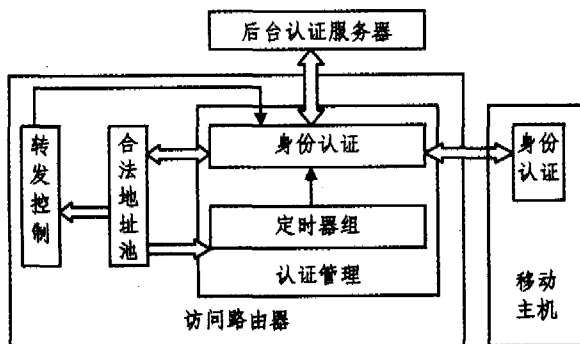 后台认证服务器
转发控制
合法地址池
身份认证
定时器组
认证管理
访问路由器
身份
认证
移动
主机